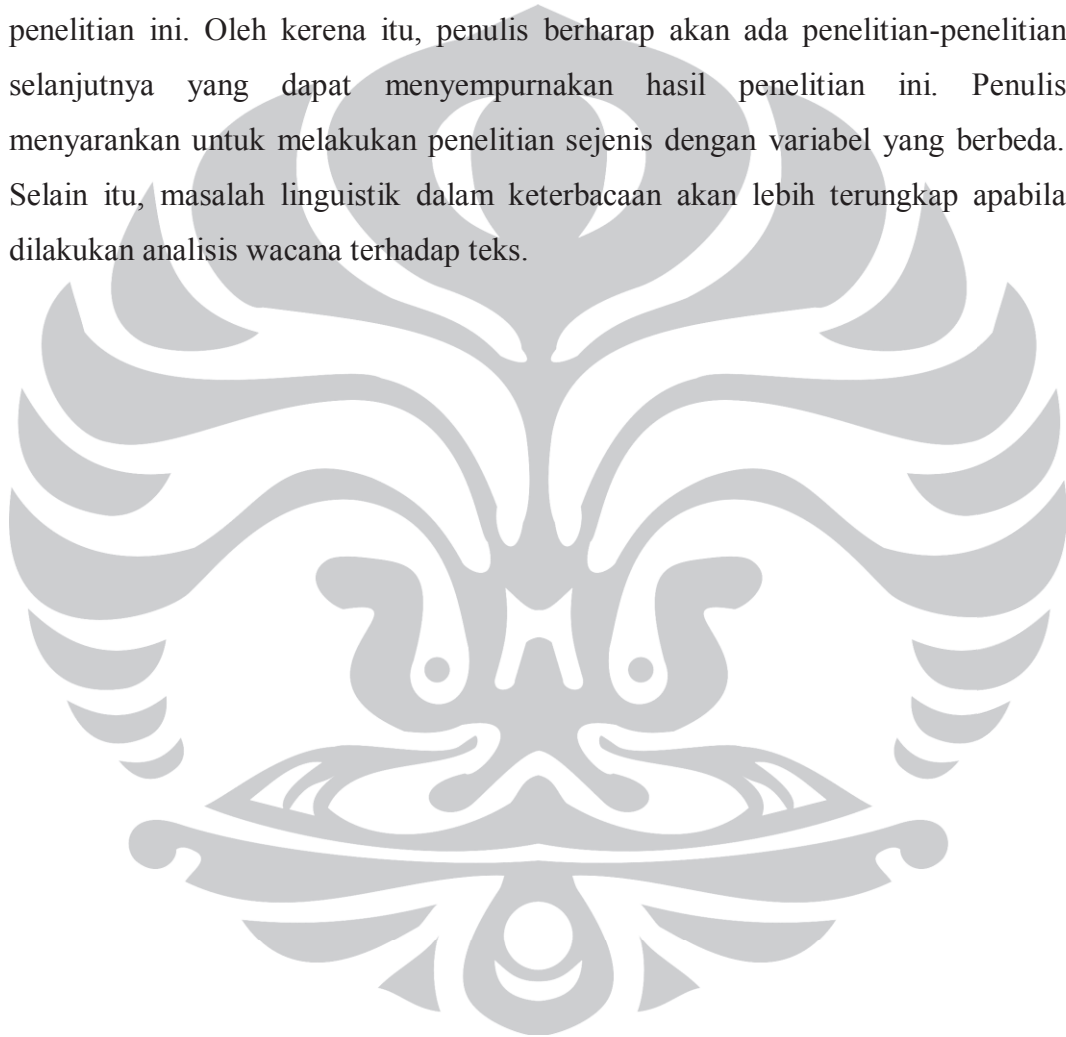 penelitian ini. Oleh kerena itu, penulis berharap akan ada penelitian-penelitian
selanjutnya yang dapat menyempurnakan hasil penelitian ini. Penulis
menyarankan untuk melakukan penelitian sejenis dengan variabel yang berbeda.
Selain itu, masalah linguistik dalam keterbacaan akan lebih terungkap apabila
dilakukan analisis wacana terhadap teks.